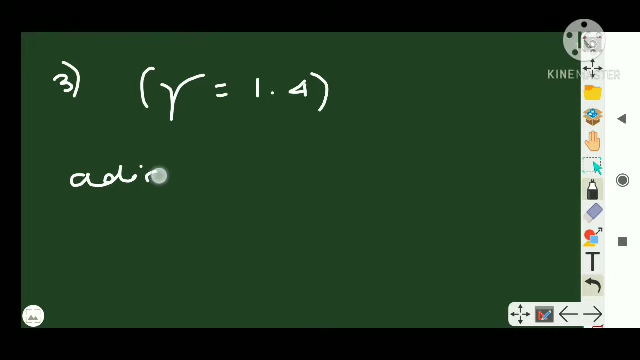 3) (γ = 1.4)
adi
KINEMASTER
T